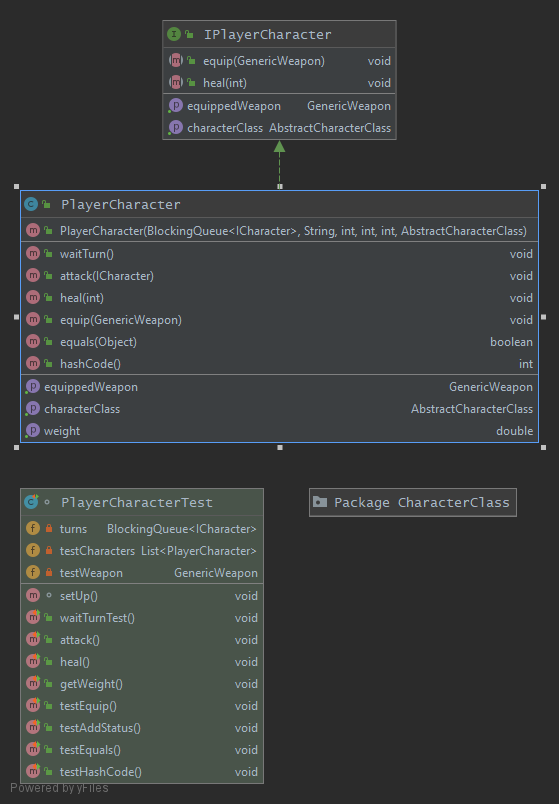 IPlayerCharacter
equip(GenericWeapon) void
heal(int) void
equippedWeapon GenericWeapon
characterClass AbstractCharacterClass
PlayerCharacter
PlayerCharacter(BlockingQueue<ICharacter>, String, int, int, int, AbstractCharacterClass)
waitTurn() void
attack(ICharacter) void
heal(int) void
equip(GenericWeapon) void
equals(Object) boolean
hashCode() int
equippedWeapon GenericWeapon
characterClass AbstractCharacterClass
weight double
PlayerCharacterTest
turns BlockingQueue<ICharacter>
testCharacters List<PlayerCharacter>
testWeapon GenericWeapon
setUp() void
waitTurnTest() void
attack() void
heal() void
getWeight() void
testEquip() void
testAddStatus() void
testEquals() void
testHashCode() void
Package CharacterClass
Powered by yFiles